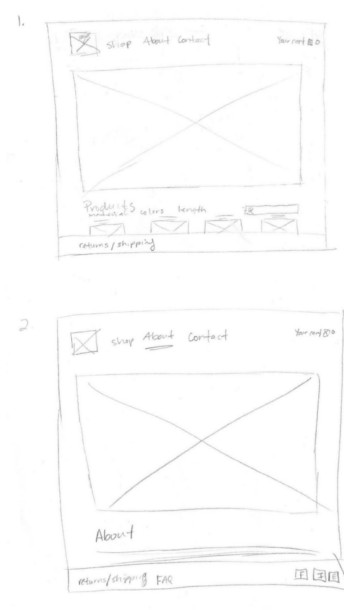 1.
shop About Contact Your cart 0
Products
colors length
returns/shipping
2
shop About Contact Your cart 0
About
returns/shipping FAQ F